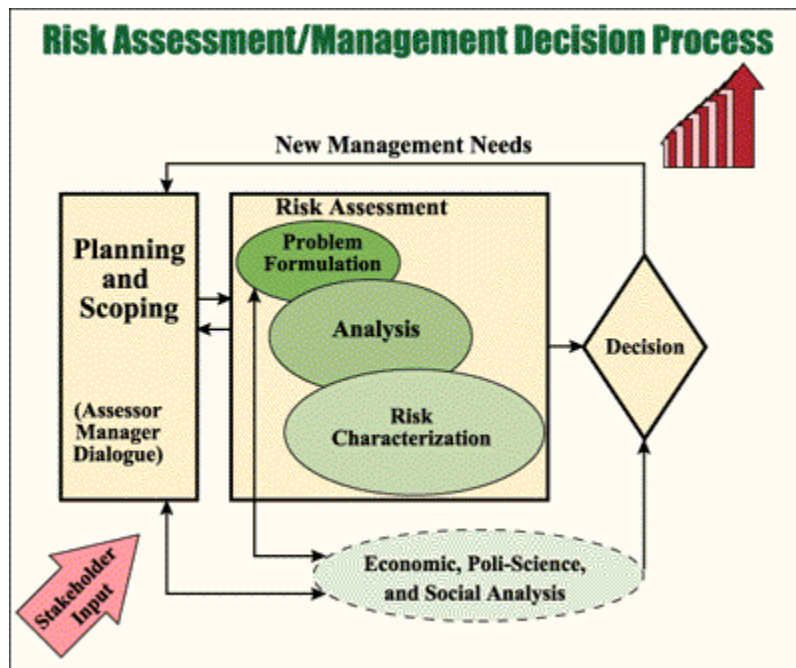 Risk Assessment/Management Decision Process
New Management Needs
Planning
and
Scoping
(Assessor
Manager
Dialogue)
Risk Assessment
Problem
Formulation
Analysis
Risk
Characterization
Decision
Stakeholder
Input
Economic, Poli-Science,
and Social Analysis